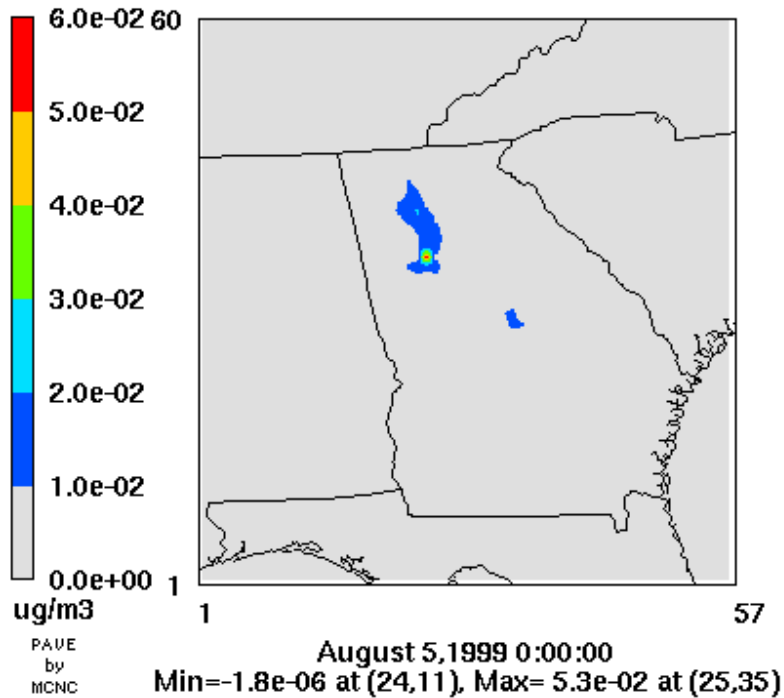 6.0e-02
5.0e-02
4.0e-02
3.0e-02
2.0e-02
1.0e-02
0.0e+00
ug/m3
PAVE
by
MCNC
60
1
1
57
August 5,1999 0:00:00
Min=-1.8e-06 at (24,11), Max= 5.3e-02 at (25,35)